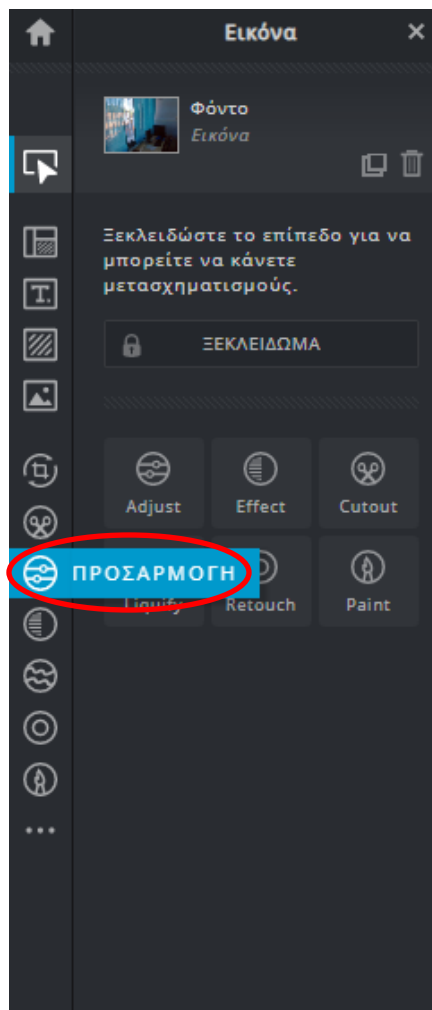 Εικόνα
Φόντο
Εικόνα
Ξεκλειδώστε το επίπεδο για να
μπορείτε να κάνετε
μετασχηματισμούς.
ΞΕΚΛΕΙΔΩΜΑ
Adjust Effect Cutout
ΠΡΟΣΑΡΜΟΓΗ
Liquify Retouch Paint